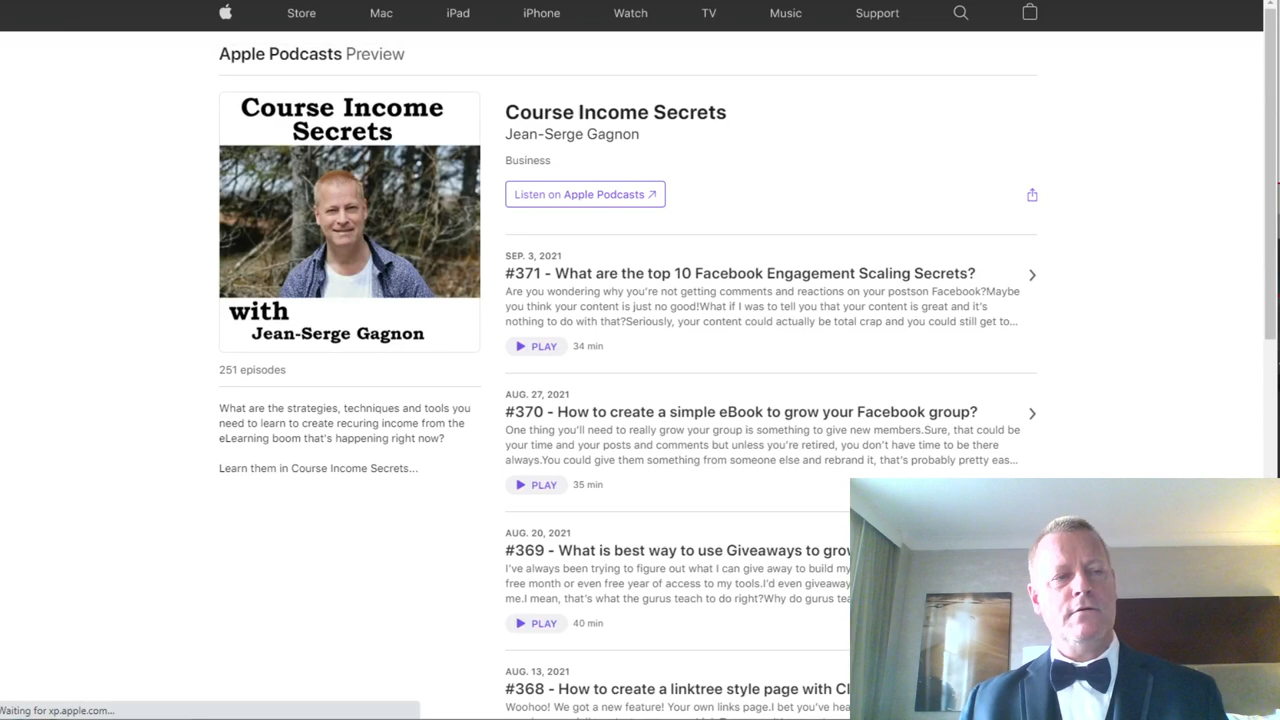 Store Mac iPad iPhone Watch TV Music Support
Apple Podcasts Preview
Course Income
Secrets
with
Jean-Serge Gagnon
251 episodes
What are the strategies, techniques and tools you
need to learn to create recuring income from the
eLearning boom that's happening right now?
Learn them in Course Income Secrets...
Course Income Secrets
Jean-Serge Gagnon
Business
Listen on Apple Podcasts
SEP. 3, 2021
#371 - What are the top 10 Facebook Engagement Scaling Secrets?
Are you wondering why you're not getting comments and reactions on your postson Facebook?Maybe
you think your content is just no good!What if I was to tell you that your content is great and it's
nothing to do with that?Seriously, your content could actually be total crap and you could still get to...
PLAY 34 min
AUG. 27, 2021
#370 - How to create a simple eBook to grow your Facebook group?
One thing you'll need to really grow your group is something to give new members.Sure, that could be
your time and your posts and comments but unless you're retired, you don't have time to be there
always.You could give them something from someone else and rebrand it, that's probably pretty eas...
PLAY 35 min
AUG. 20, 2021
#369 - What is best way to use Giveaways to grow
I've always been trying to figure out what I can give away to build my
free month or even free year of access to my tools.I'd even giveaway
me.I mean, that's what the gurus teach to do right?Why do gurus
PLAY 40 min
AUG. 13, 2021
#368 - How to create a linktree style page with
Woohoo! We got a new feature! Your own links page.I bet you've
Waiting for xp.apple.com...